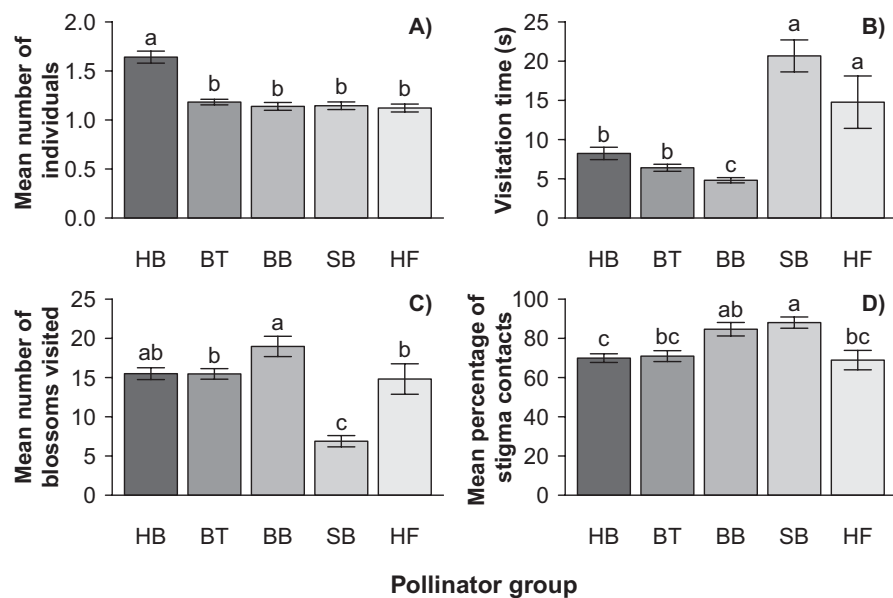 A)
Mean number of
individuals
2.0
1.5
1.0
0.5
0.0
a
b
b
b
b
HB BT BB SB HF
B)
Visitation time (s)
25
20
15
10
5
0
b
b
c
a
a
HB BT BB SB HF
C)
Mean number of
blossoms visited
25
20
15
10
5
0
ab
b
a
c
b
HB BT BB SB HF
D)
Mean percentage of
stigma contacts
100
80
60
40
20
0
c
bc
ab
a
bc
HB BT BB SB HF
Pollinator group